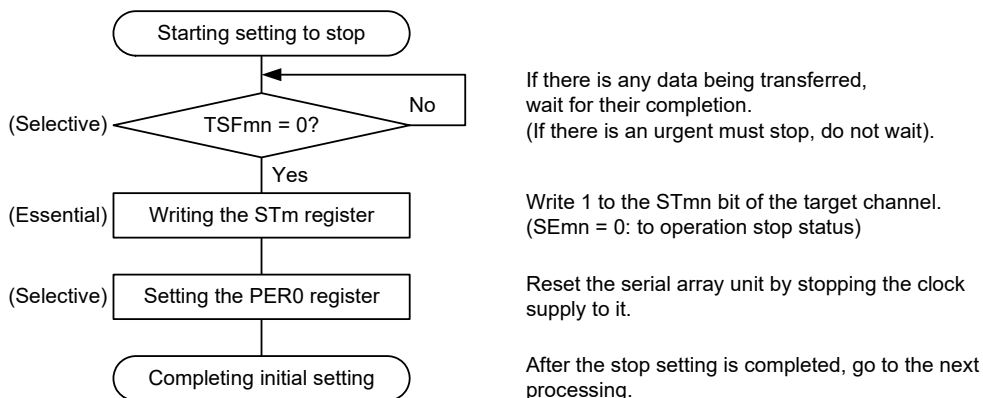 Starting setting to stop
(Selective)
TSFmn = 0?
No
If there is any data being transferred,
wait for their completion.
(If there is an urgent must stop, do not wait).
Yes
(Essential)
Writing the STm register
Write 1 to the STmn bit of the target channel.
(SEmn = 0: to operation stop status)
(Selective)
Setting the PER0 register
Reset the serial array unit by stopping the clock
supply to it.
Completing initial setting
After the stop setting is completed, go to the next
processing.